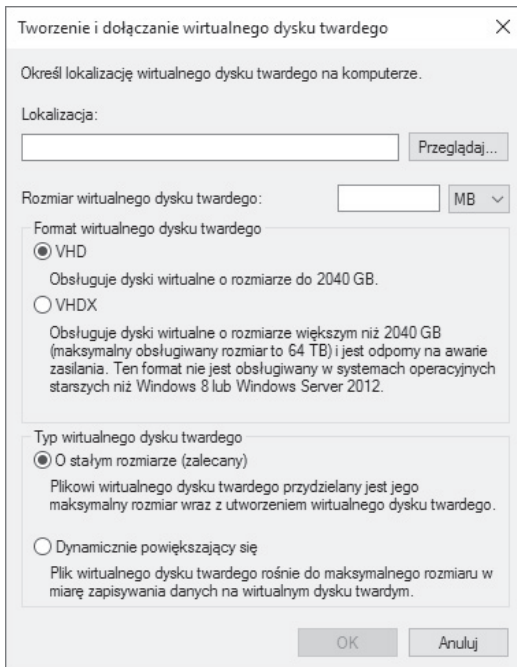 Tworzenie i dołączanie wirtualnego dysku twardego
Określ lokalizację wirtualnego dysku twardego na komputerze.
Lokalizacja:
Przeglądaj...
Rozmiar wirtualnego dysku twardego:
MB
Format wirtualnego dysku twardego
VHD
Obsługuje dyski wirtualne o rozmiarze do 2040 GB.
VHDX
Obsługuje dyski wirtualne o rozmiarze większym niż 2040 GB
(maksymalny obsługiwany rozmiar to 64 TB) i jest odporny na awarie
zasilania. Ten format nie jest obsługiwany w systemach operacyjnych
starszych niż Windows 8 lub Windows Server 2012.
Typ wirtualnego dysku twardego
O stałym rozmiarze (zalecany)
Plikowi wirtualnego dysku twardego przydzielany jest jego
maksymalny rozmiar wraz z utworzeniem wirtualnego dysku twardego.
Dynamicznie powiększający się
Plik wirtualnego dysku twardego rośnie do maksymalnego rozmiaru w
miarę zapisywania danych na wirtualnym dysku twardym.
OK
Anuluj